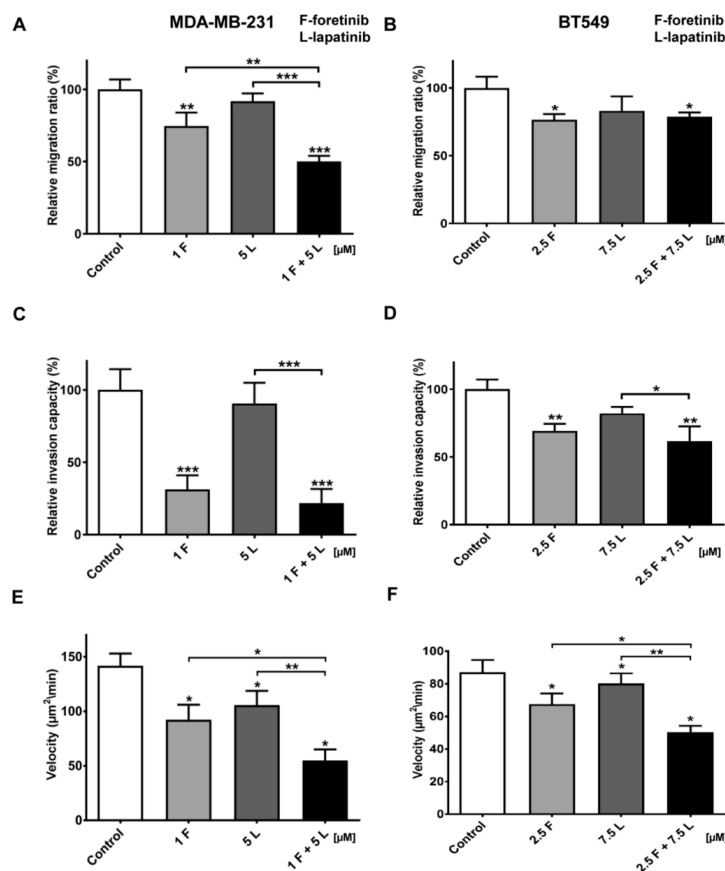 A
MDA-MB-231
F-foretinib
L-lapatinib
Relative migration ratio (%)
100
50
0
**
***
**
***
Control
1 F
5 L
1 F + 5 L
[µM]
B
BT549
F-foretinib
L-lapatinib
Relative migration ratio (%)
150
100
50
0
*
*
Control
2.5 F
7.5 L
2.5 F + 7.5 L
[µM]
C
Relative invasion capacity (%)
100
50
0
***
***
***
Control
1 F
5 L
1 F + 5 L
[µM]
D
Relative invasion capacity (%)
150
100
50
0
*
**
**
Control
2.5 F
7.5 L
2.5 F + 7.5 L
[µM]
E
Velocity (µm²\min)
150
100
50
0
*
**
*
*
*
Control
1 F
5 L
1 F + 5 L
[µM]
F
Velocity (µm²\min)
100
80
60
40
20
0
*
**
*
*
*
Control
2.5 F
7.5 L
2.5 F + 7.5 L
[µM]